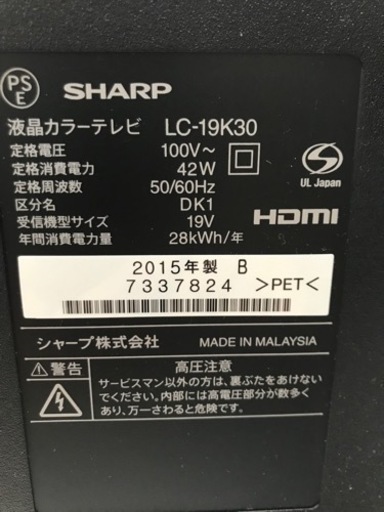 PS
E
SHARP
液晶カラーテレビ LC-19K30
定格電圧 100V~
定格消費電力 42W
定格周波数 50/60Hz
区分名 DK1
受信機型サイズ 19V
年間消費電力量 28kWh/年
UL Japan
HDMI
2015年製 B
7337824 >PET<
シャープ株式会社 MADE IN MALAYSIA
警告 高圧注意
サービスマン以外の方は、裏ぶたをあけないで
ください。内部には高電圧部分が数多く
あり、万一さわると危険です。